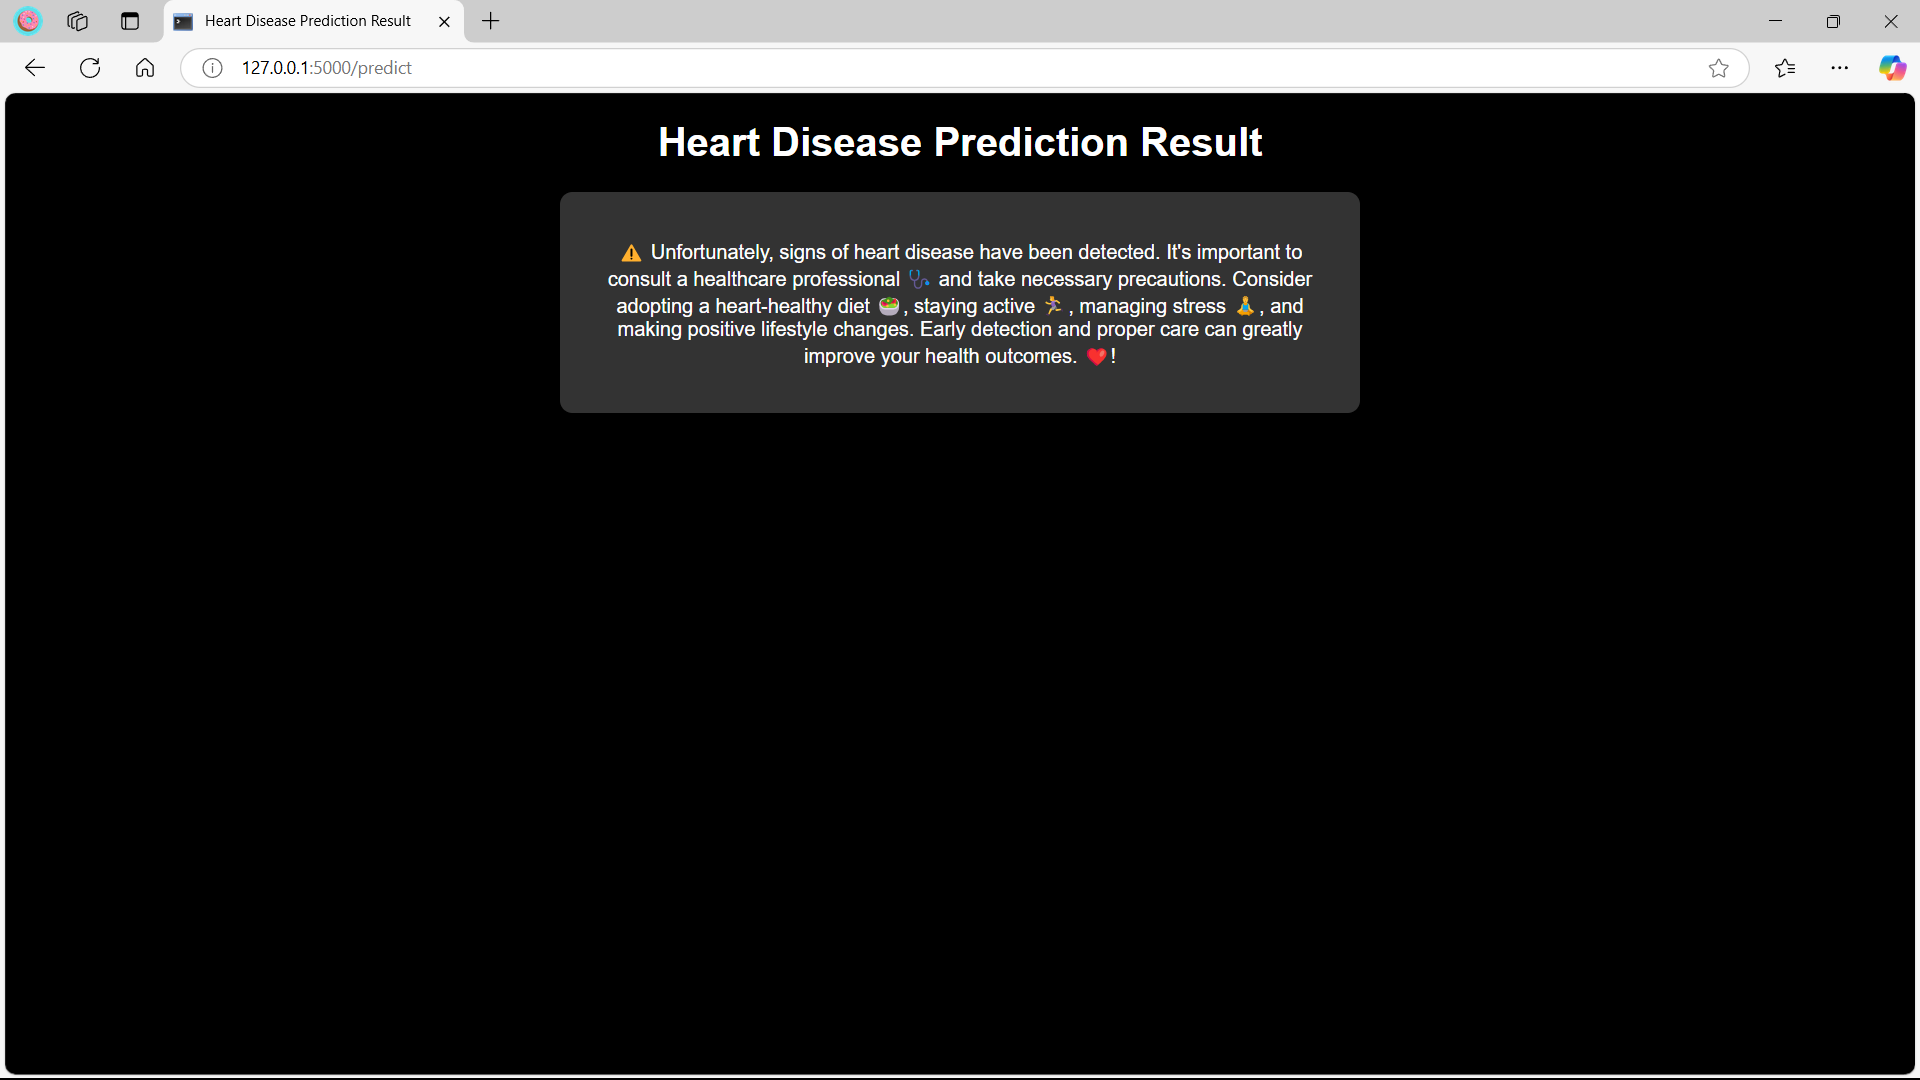 Heart Disease Prediction Result
127.0.0.1:5000/predict
Heart Disease Prediction Result
⚠️ Unfortunately, signs of heart disease have been detected. It's important to
consult a healthcare professional 🩺 and take necessary precautions. Consider
adopting a heart-healthy diet 🥗, staying active 🏃, managing stress 🧘, and
making positive lifestyle changes. Early detection and proper care can greatly
improve your health outcomes. ❤️!